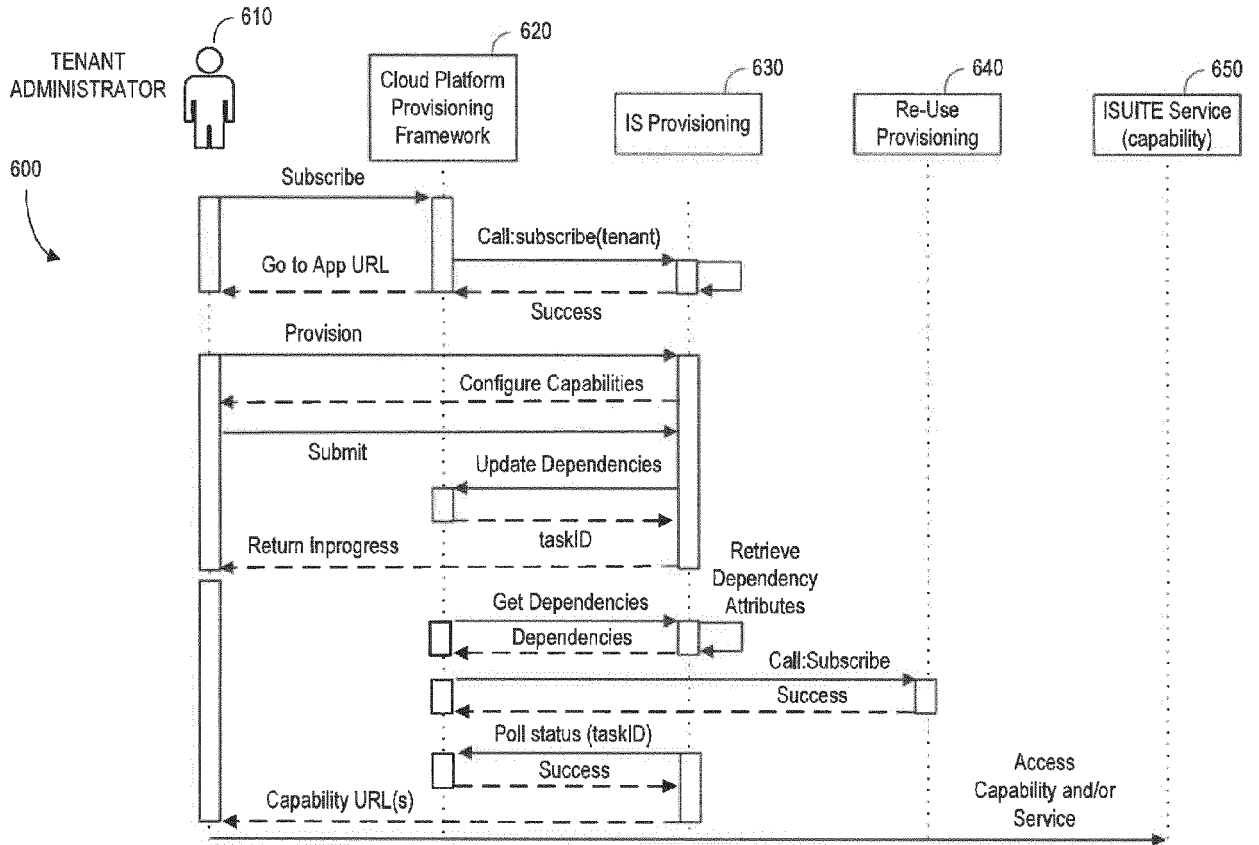 610
TENANT
ADMINISTRATOR
620
Cloud Platform
Provisioning
Framework
630
IS Provisioning
640
Re-Use
Provisioning
650
ISUITE Service
(capability)
600
Subscribe
Call:subscribe(tenant)
Go to App URL
Success
Provision
Configure Capabilities
Submit
Update Dependencies
taskID
Return Inprogress
Retrieve
Dependency
Attributes
Get Dependencies
Dependencies
Call:Subscribe
Success
Poll status (taskID)
Success
Capability URL(s)
Access
Capability and/or
Service